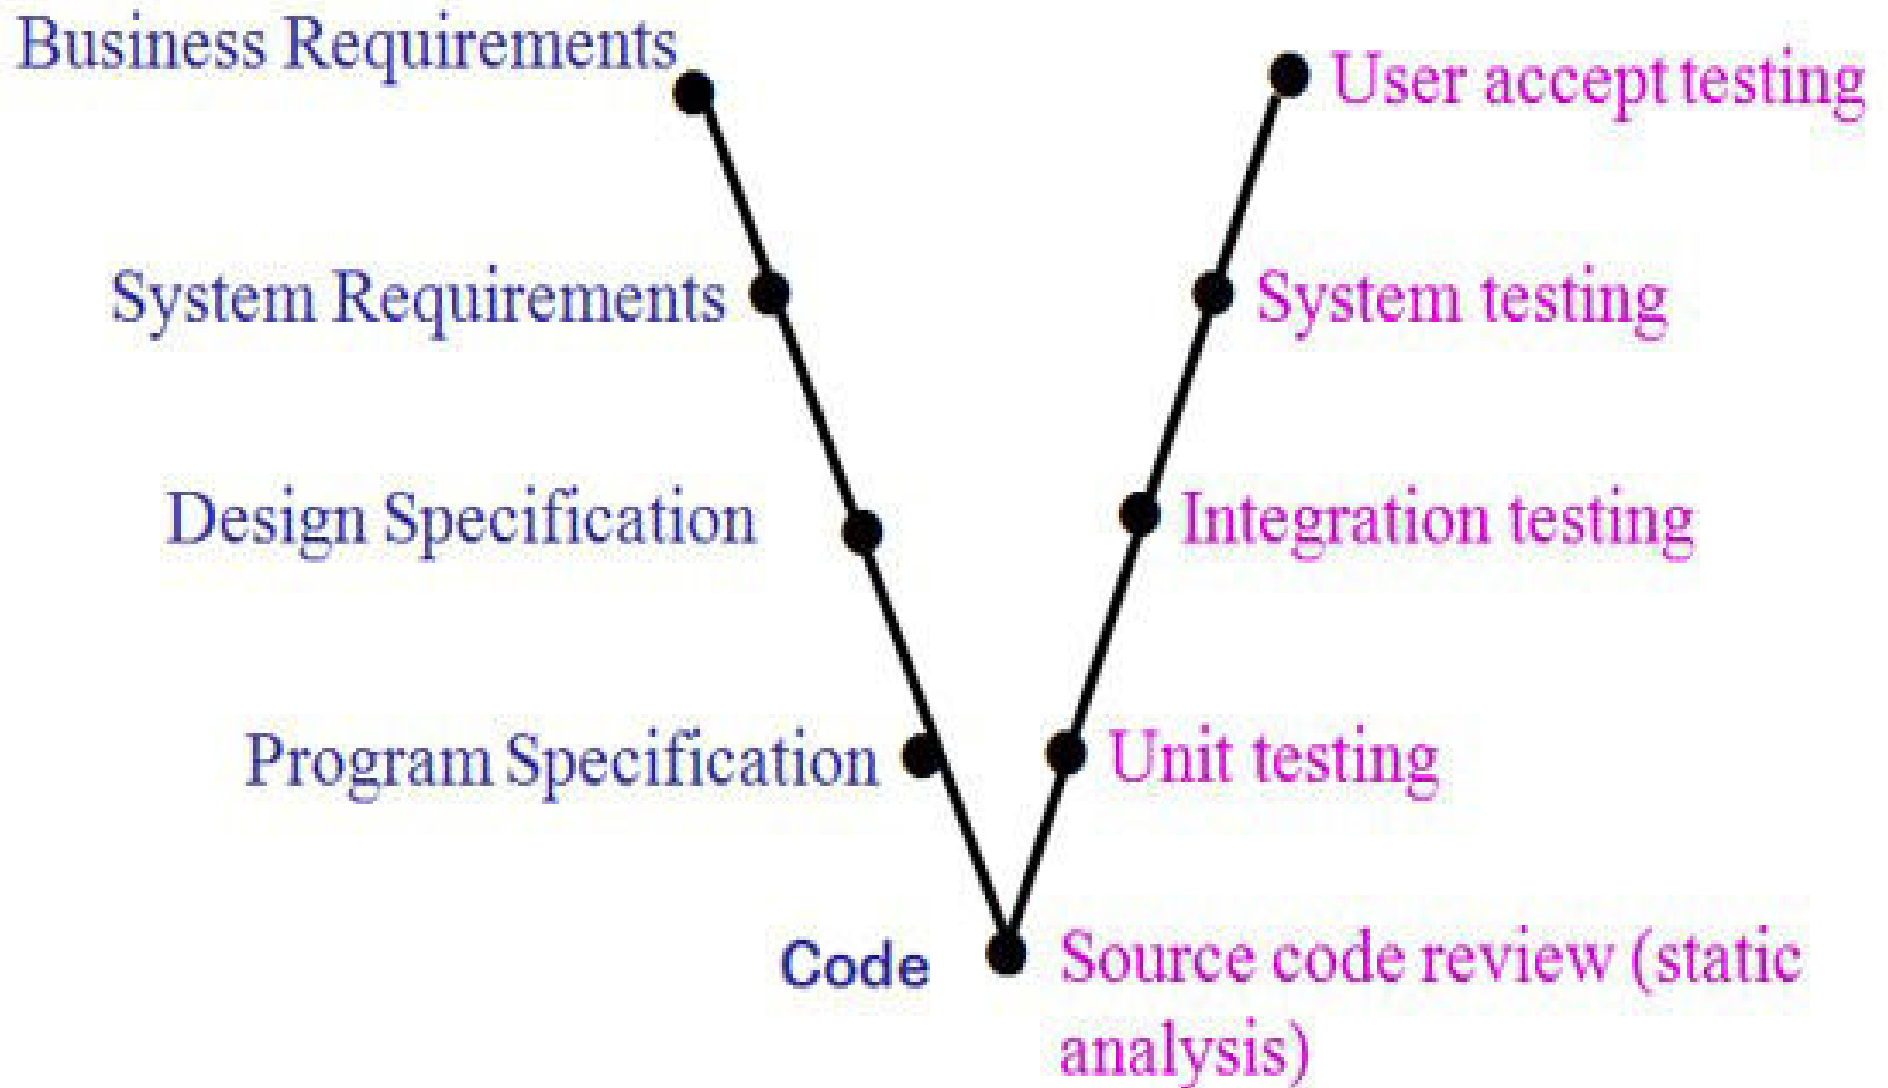 Business Requirements
User accept testing
System Requirements
System testing
Design Specification
Integration testing
Program Specification
Unit testing
Code
Source code review (static
analysis)